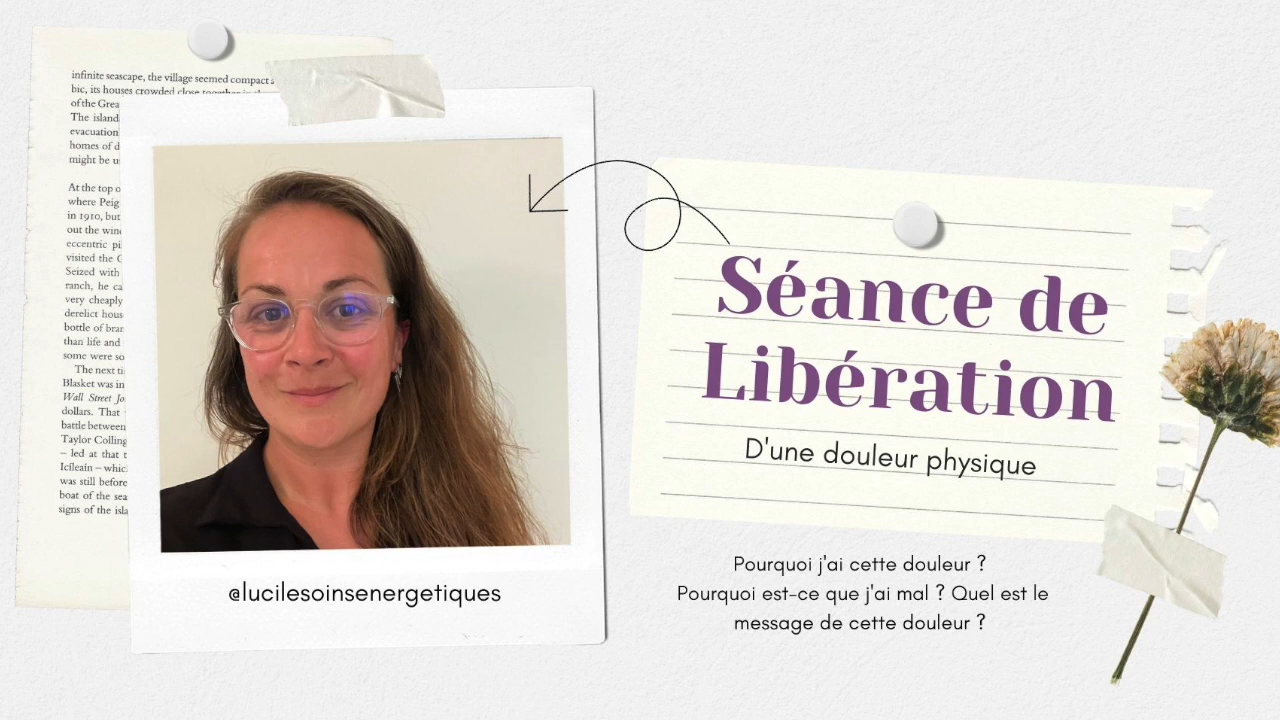 infinite seascape, the village seemed compact
bic, its houses crowded close together in
of the Grea
The island
evacuation
homes of d
might be u
At the top o
where Peig
in 1910, but
out the wind
eccentric pi
visited the G
Seized with
ranch, he ca
very cheaply
derelict hous
bottle of bran
than life and
some were so
The next ti
Blasket was in
Wall Street Jo
dollars. That
battle between
Taylor Colling
– led at that t
Icíleáin – whic
was still before
boat of the sea
signs of the isla
@lucilesoinsenergetiques
Séance de
Libération
D'une douleur physique
Pourquoi j'ai cette douleur ?
Pourquoi est-ce que j'ai mal ? Quel est le
message de cette douleur ?